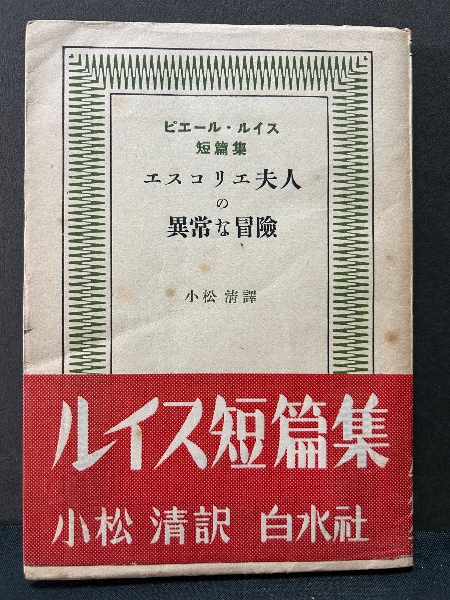 ピエール・ルイス
短篇集
エスコリエ夫人
の
異常な冒險
小松 清譯
ルイス短篇集
小松 清訳 白水社